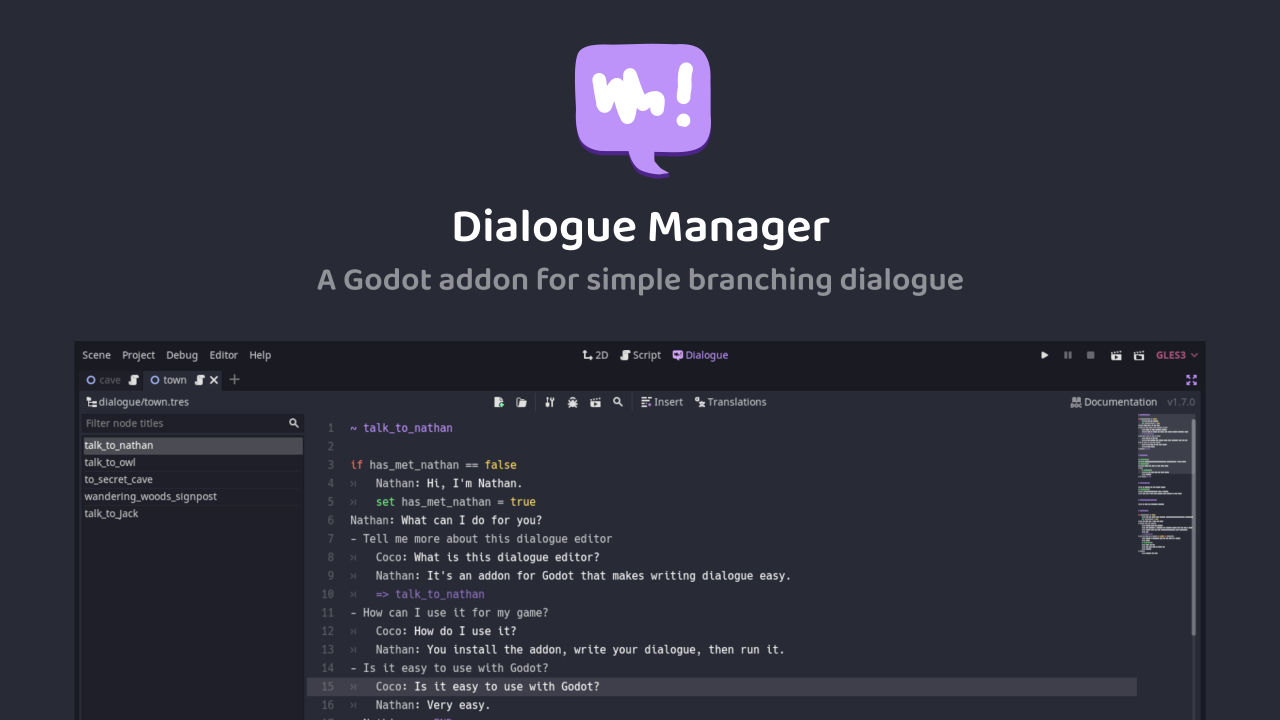 Dialogue Manager
A Godot addon for simple branching dialogue
Scene Project Debug Editor Help 2D Script Dialogue GLES3
cave town
dialogue/town.tres Insert Translations Documentation v1.7.0
Filter node titles
talk_to_nathan
talk_to_owl
to_secret_cave
wandering_woods_signpost
talk_to_jack
1 ~ talk_to_nathan
2
3 if has_met_nathan == false
4 Nathan: Hi, I'm Nathan.
5 set has_met_nathan = true
6 Nathan: What can I do for you?
7 - Tell me more about this dialogue editor
8 Coco: What is this dialogue editor?
9 Nathan: It's an addon for Godot that makes writing dialogue easy.
10 => talk_to_nathan
11 - How can I use it for my game?
12 Coco: How do I use it?
13 Nathan: You install the addon, write your dialogue, then run it.
14 - Is it easy to use with Godot?
15 Coco: Is it easy to use with Godot?
16 Nathan: Very easy.